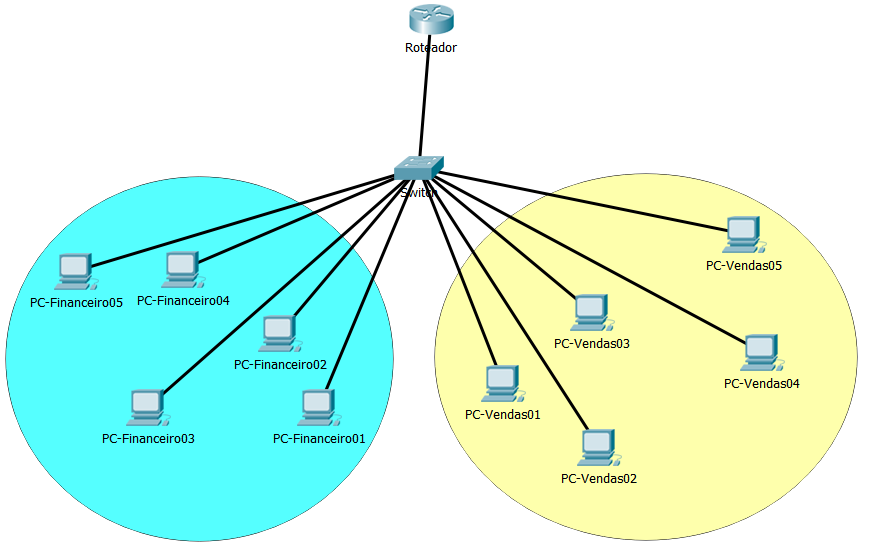 Roteador
Switch
PC-Vendas05
PC-Financeiro05
PC-Financeiro04
PC-Vendas03
PC-Financeiro02
PC-Vendas04
PC-Vendas01
PC-Financeiro03
PC-Financeiro01
PC-Vendas02